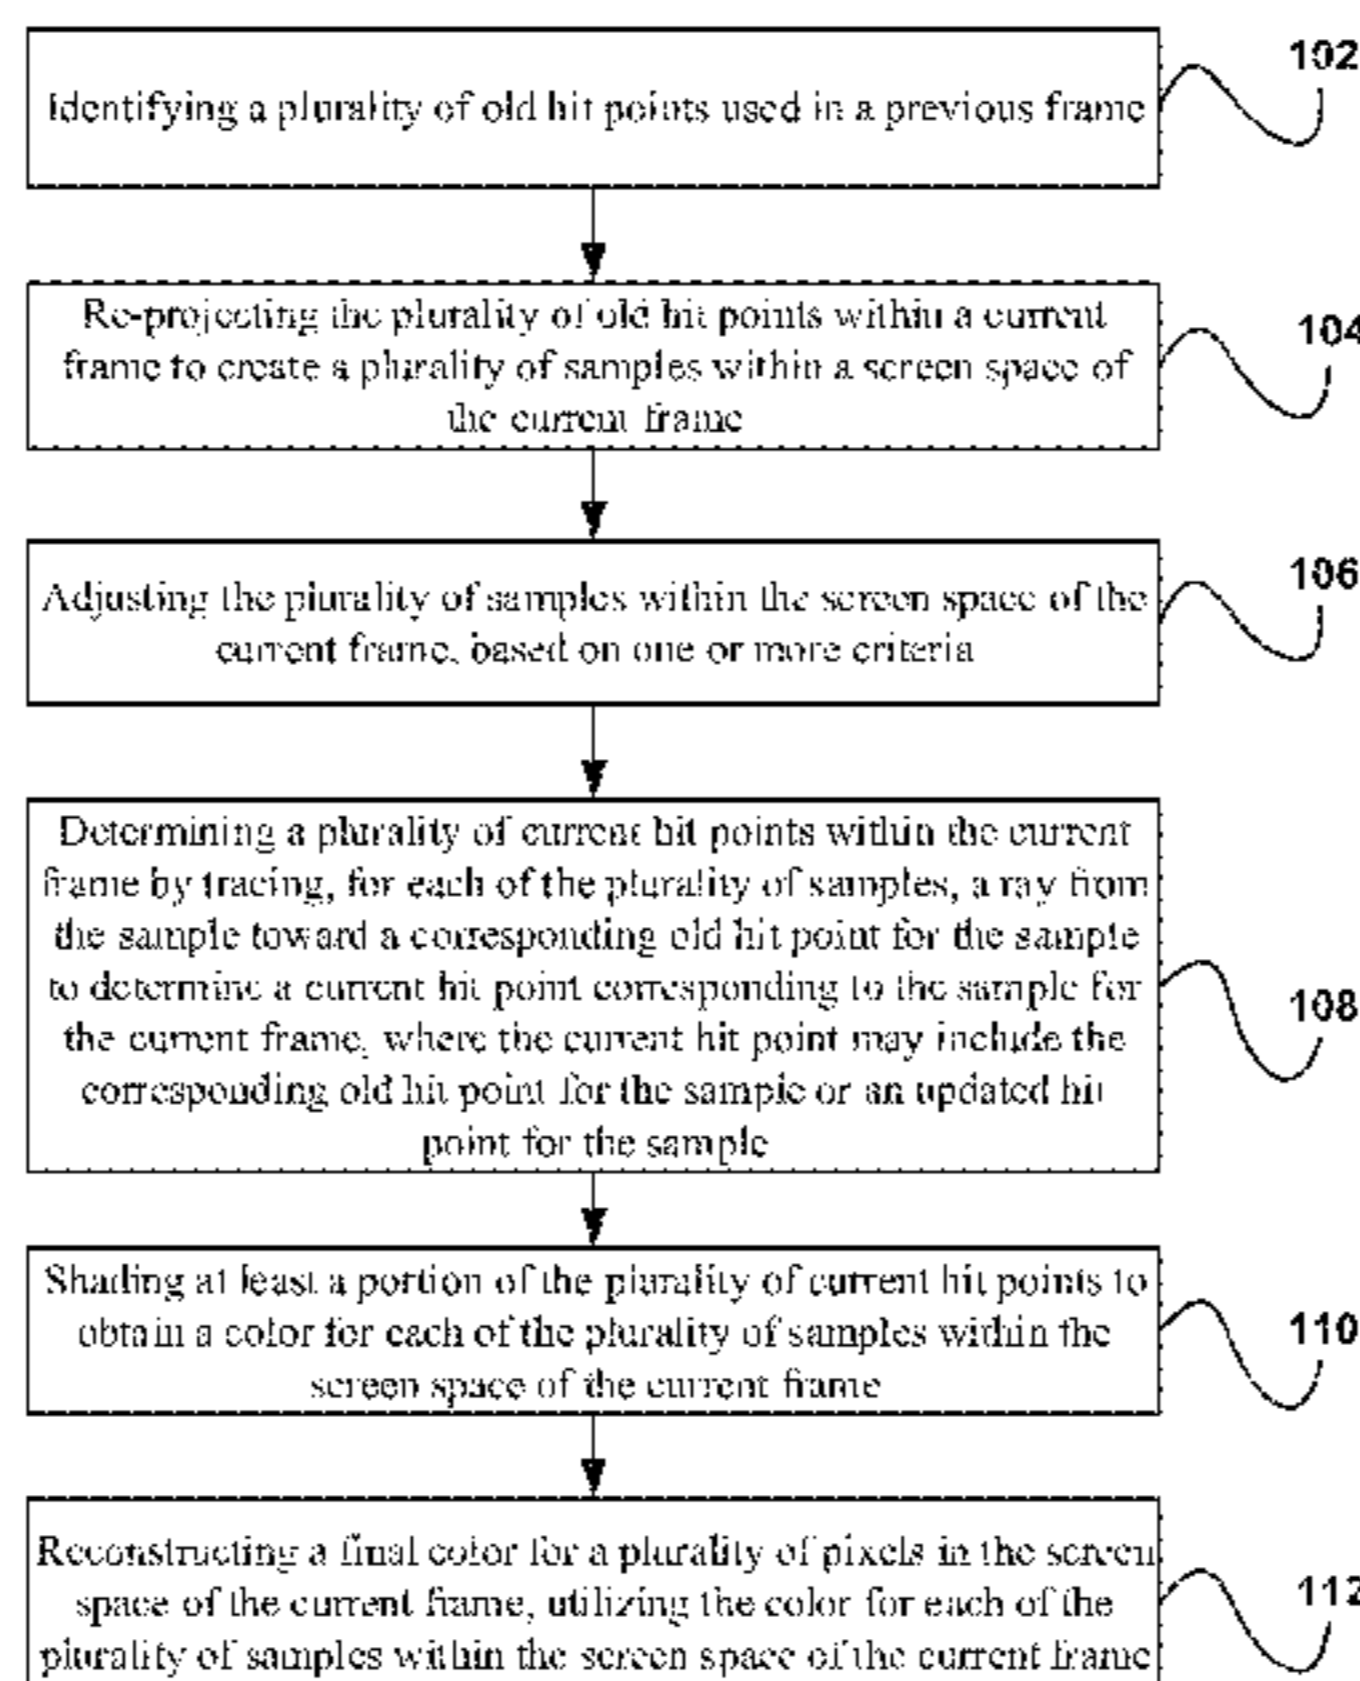 Identifying a plurality of old hit points used in a previous frame
102
Re-projecting the plurality of old hit points within a current
frame to create a plurality of samples within a screen space of
the current frame
104
Adjusting the plurality of samples within the screen space of the
current frame, based on one or more criteria
106
Determining a plurality of current hit points within the current
frame by tracing, for each of the plurality of samples, a ray from
the sample toward a corresponding old hit point for the sample
to determine a current hit point corresponding to the sample for
the current frame, where the current hit point may include the
corresponding old hit point for the sample or an updated hit
point for the sample
108
Shading at least a portion of the plurality of current hit points to
obtain a color for each of the plurality of samples within the
screen space of the current frame
110
Reconstructing a final color for a plurality of pixels in the screen
space of the current frame, utilizing the color for each of the
plurality of samples within the screen space of the current frame
112